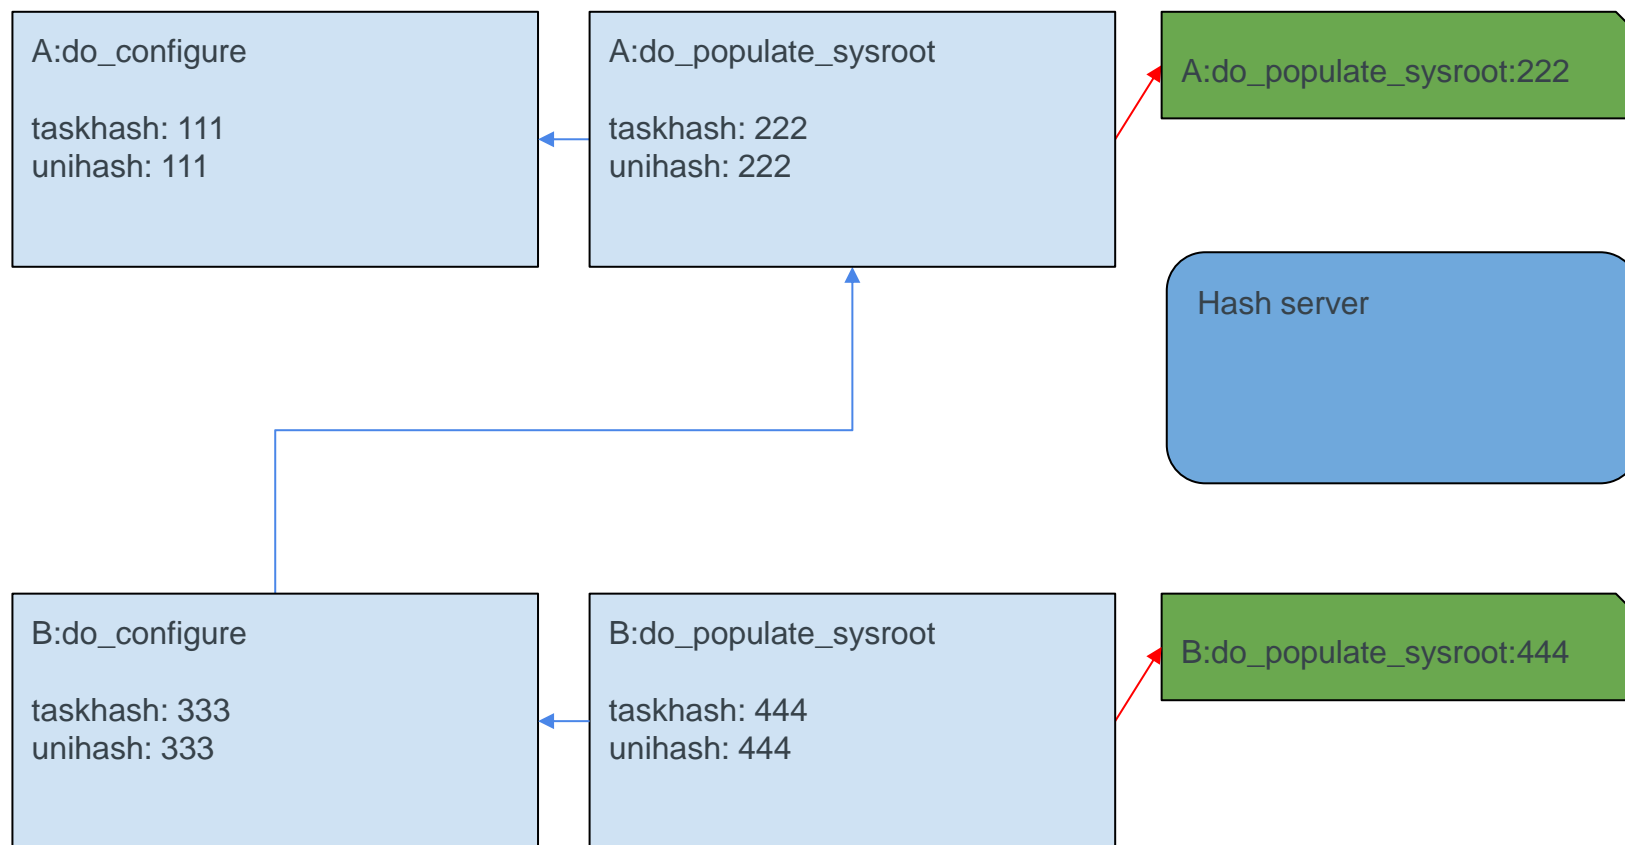 A:do_configure
taskhash: 111
unihash: 111
A:do_populate_sysroot
taskhash: 222
unihash: 222
A:do_populate_sysroot:222
Hash server
B:do_configure
taskhash: 333
unihash: 333
B:do_populate_sysroot
taskhash: 444
unihash: 444
B:do_populate_sysroot:444